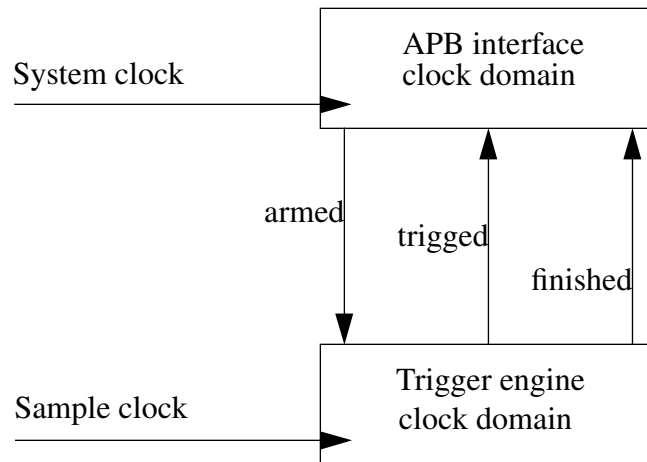 APB interface
clock domain
System clock
armed
trigged
finished
Trigger engine
clock domain
Sample clock